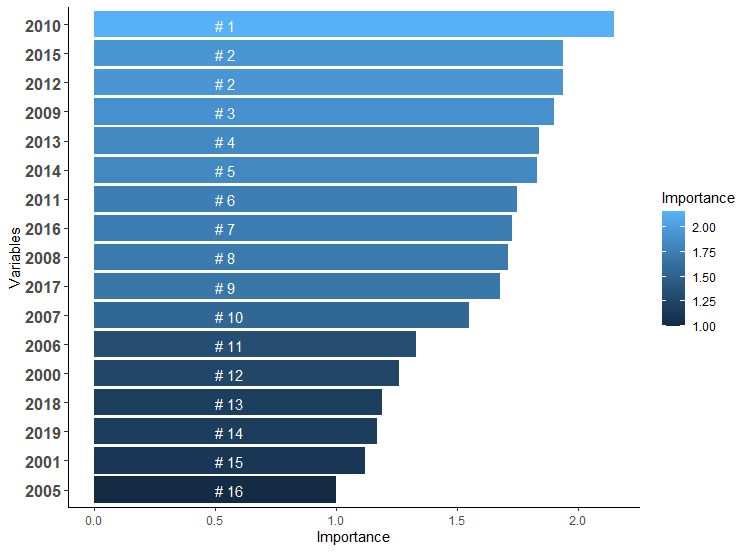 2010 # 1
2015 # 2
2012 # 2
2009 # 3
2013 # 4
2014 # 5
2011 # 6
2016 # 7
2008 # 8
2017 # 9
2007 # 10
2006 # 11
2000 # 12
2018 # 13
2019 # 14
2001 # 15
2005 # 16
Variables
0.0 0.5 1.0 1.5 2.0
Importance
Importance
2.00
1.75
1.50
1.25
1.00